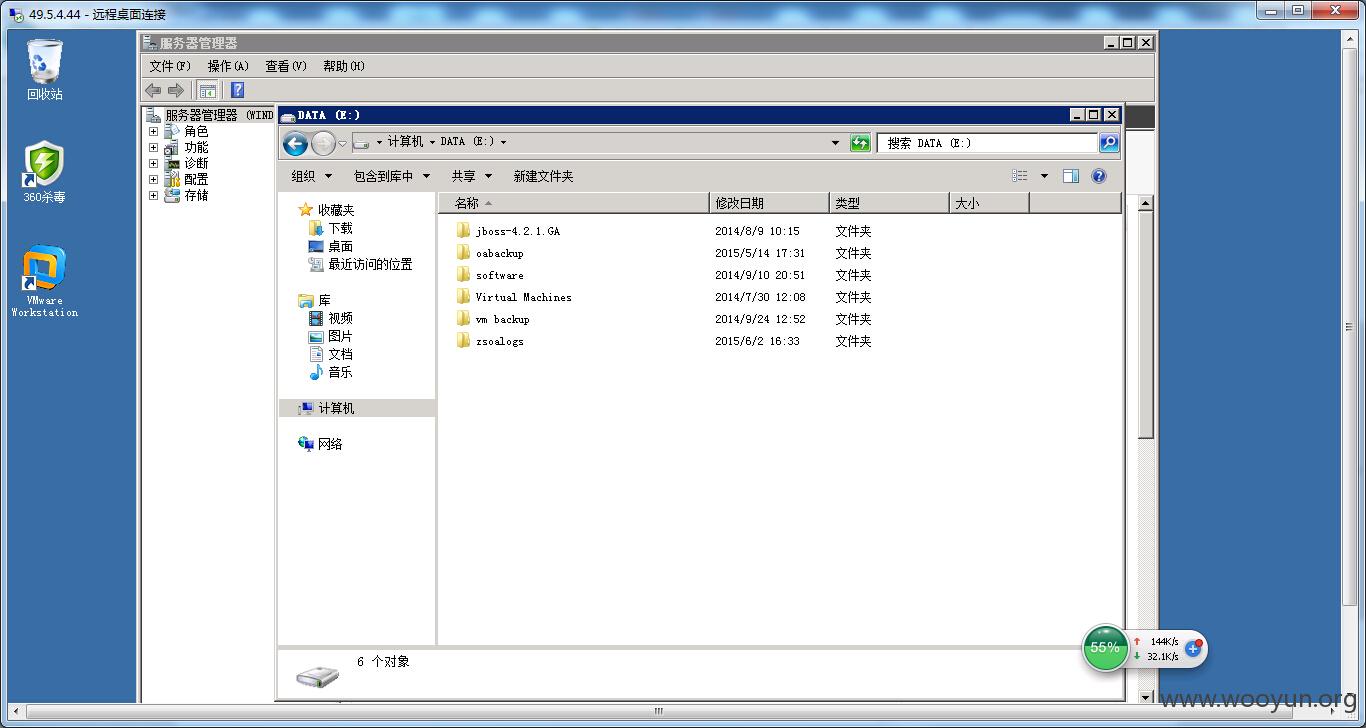 49.5.4.44 - 远程桌面连接
回收站
360杀毒
VMware
Workstation
服务器管理器
文件(F) 操作(A) 查看(V) 帮助(H)
服务器管理器 (WIND
角色
功能
诊断
配置
存储
DATA (E:)
计算机 DATA (E:)
搜索 DATA (E:)
组织 包含到库中 共享 新建文件夹
收藏夹
下载
桌面
最近访问的位置
库
视频
图片
文档
音乐
计算机
网络
名称 修改日期 类型 大小
jboss-4.2.1.GA 2014/8/9 10:15 文件夹
oabackup 2015/5/14 17:31 文件夹
software 2014/9/10 20:51 文件夹
Virtual Machines 2014/7/30 12:08 文件夹
vm backup 2014/9/24 12:52 文件夹
zsoalogs 2015/6/2 16:33 文件夹
6 个对象
55%
144K/s
32.1K/s
www.wooyun.org